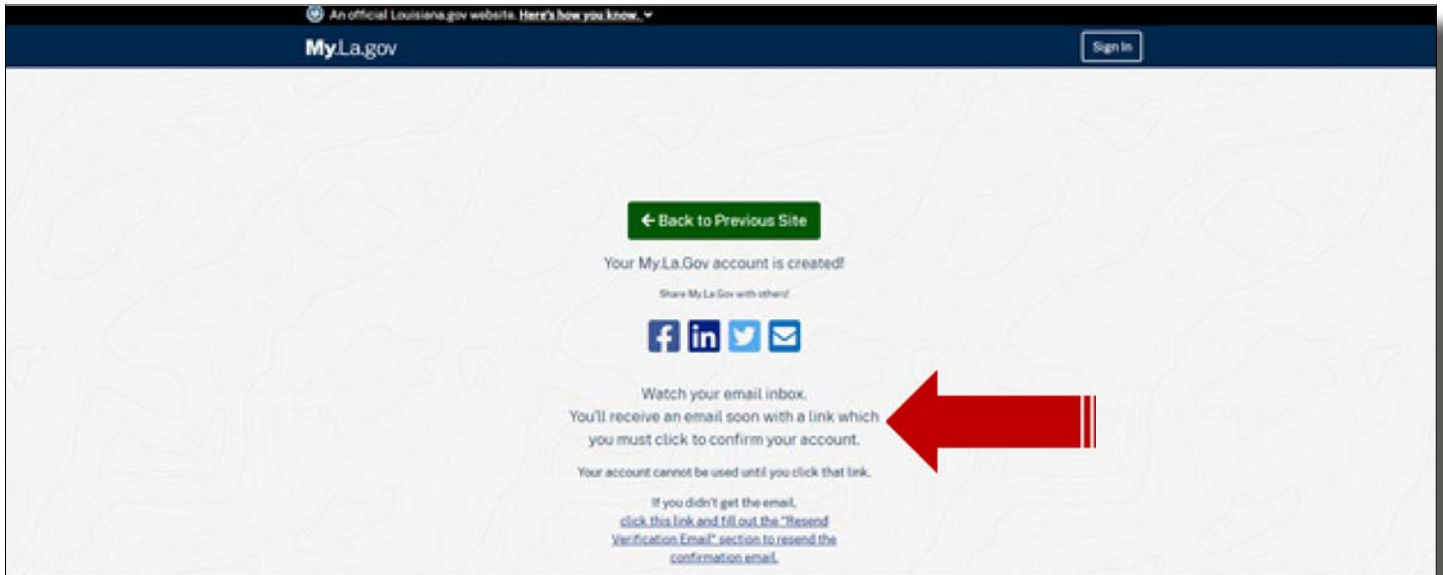 An official Louisiana.gov website. Here's how you know.
My.La.gov
Sign In
← Back to Previous Site
Your My.La.Gov account is created!
Share My.La.Gov with others!
Watch your email inbox.
You'll receive an email soon with a link which
you must click to confirm your account.
Your account cannot be used until you click that link.
If you didn't get the email,
click this link and fill out the "Resend
Verification Email" section to resend the
confirmation email.